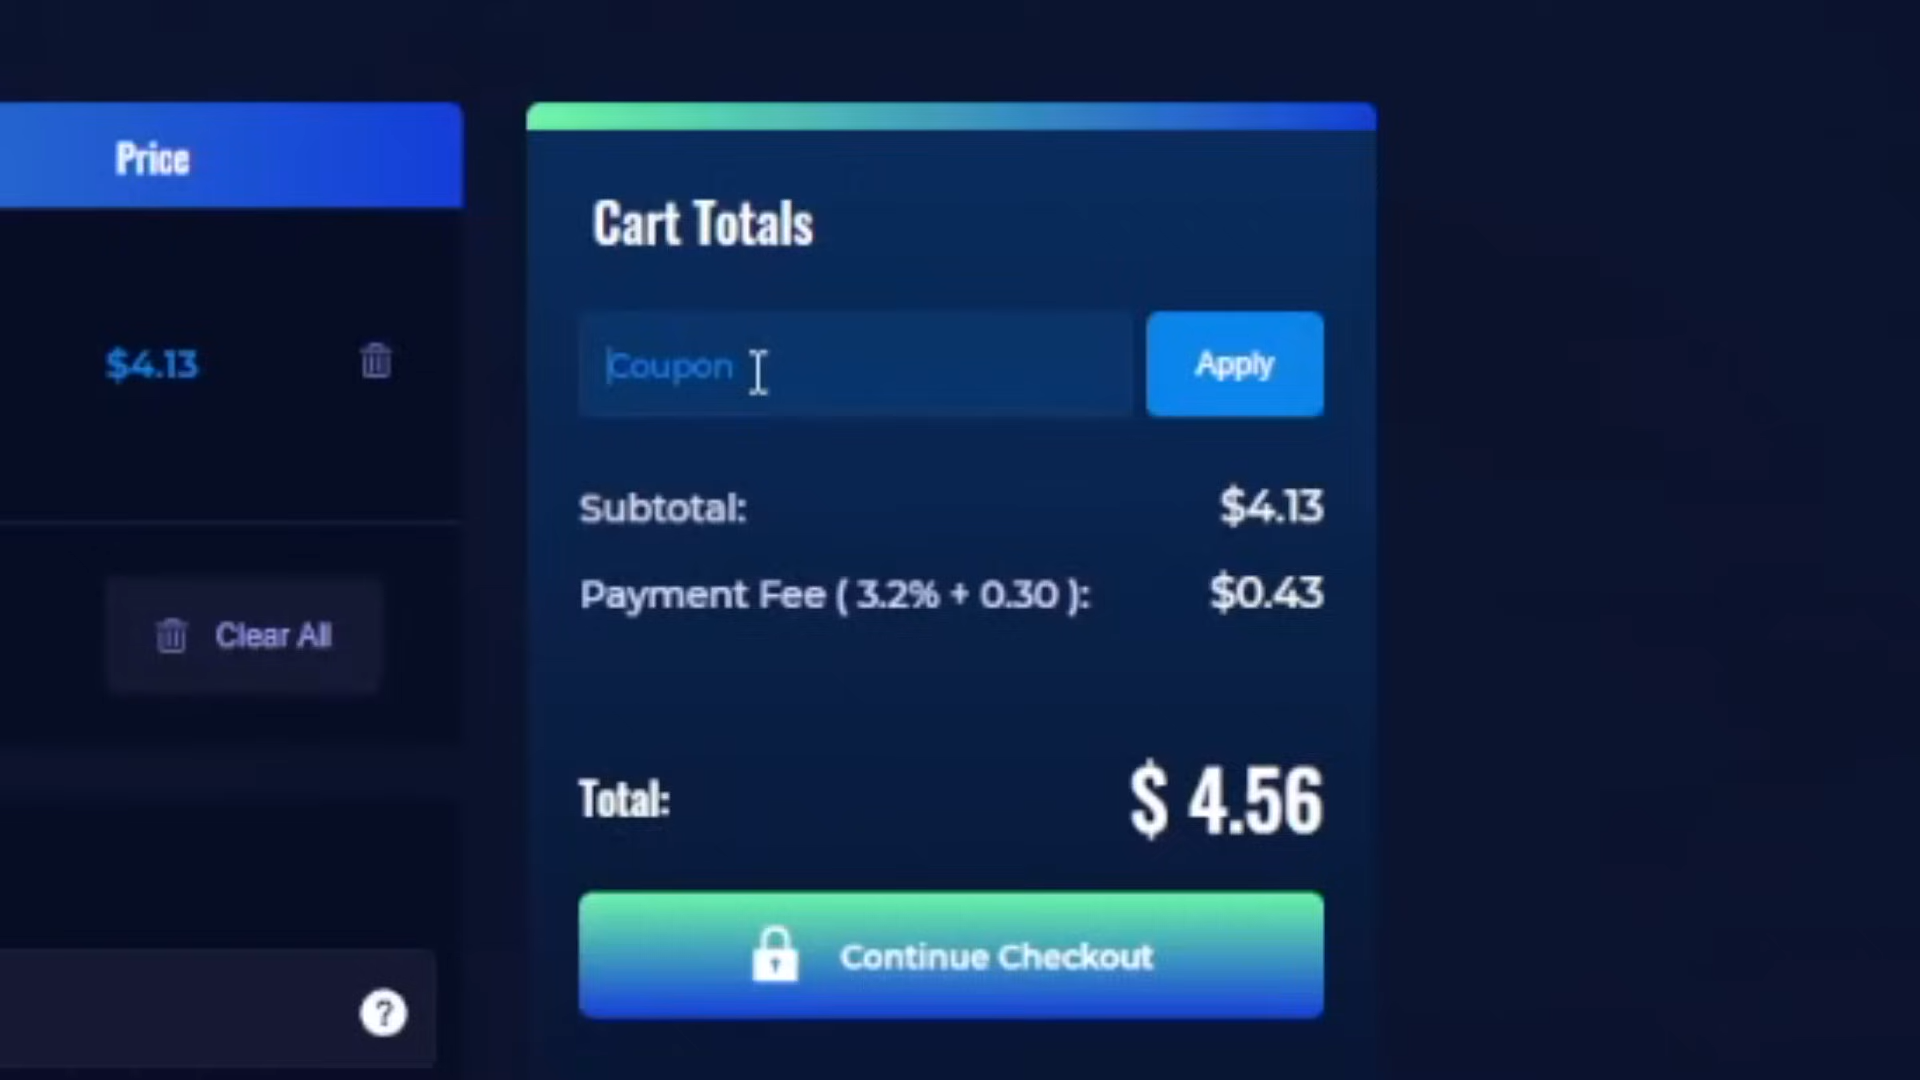 Price
$4.13
Clear All
?
Cart Totals
Coupon
Apply
Subtotal: $4.13
Payment Fee ( 3.2% + 0.30 ): $0.43
Total: $ 4.56
Continue Checkout